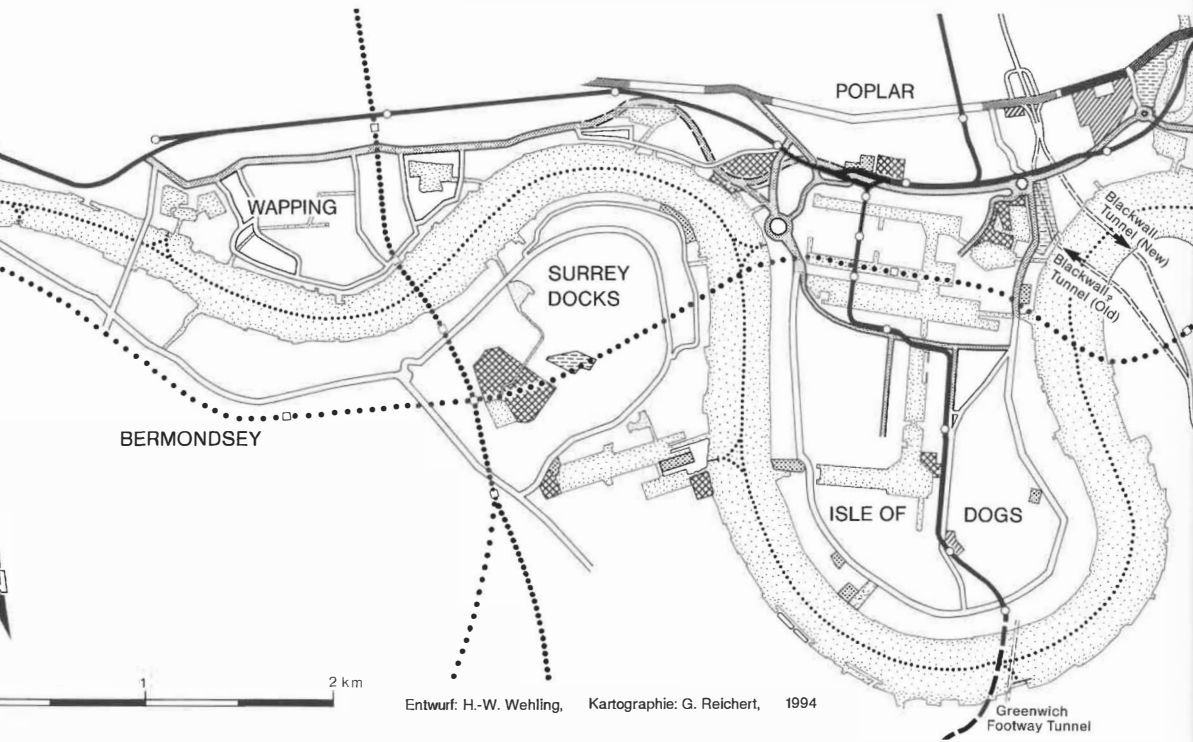 POPLAR
WAPPING
Blackwall
Tunnel (New)
Blackwall
Tunnel (Old)
SURREY
DOCKS
BERMONDSEY
ISLE OF DOGS
1
2 km
Entwurf: H.-W. Wehling, Kartographie: G. Reichert, 1994
Greenwich
Footway Tunnel